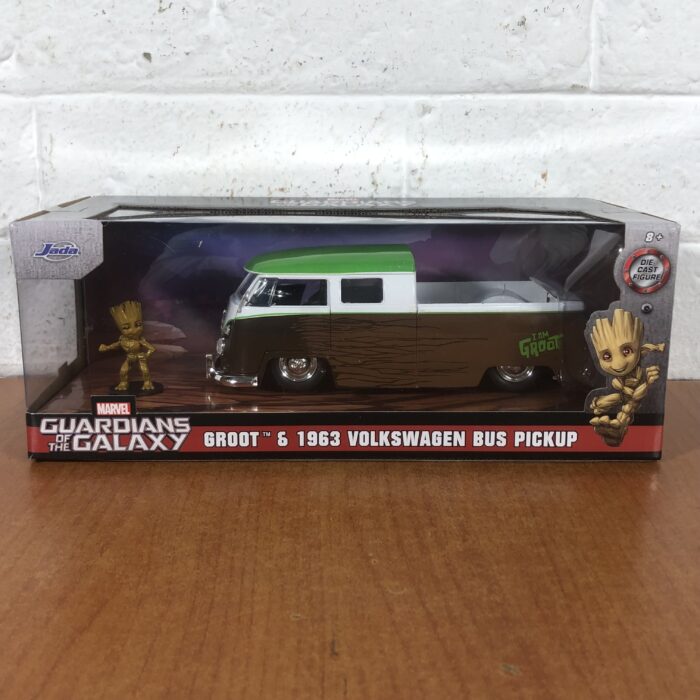 Jada
8+
DIE
CAST
FIGURE!
I AM
GROOT
MARVEL
GUARDIANS
OF THE GALAXY
GROOT™ & 1963 VOLKSWAGEN BUS PICKUP